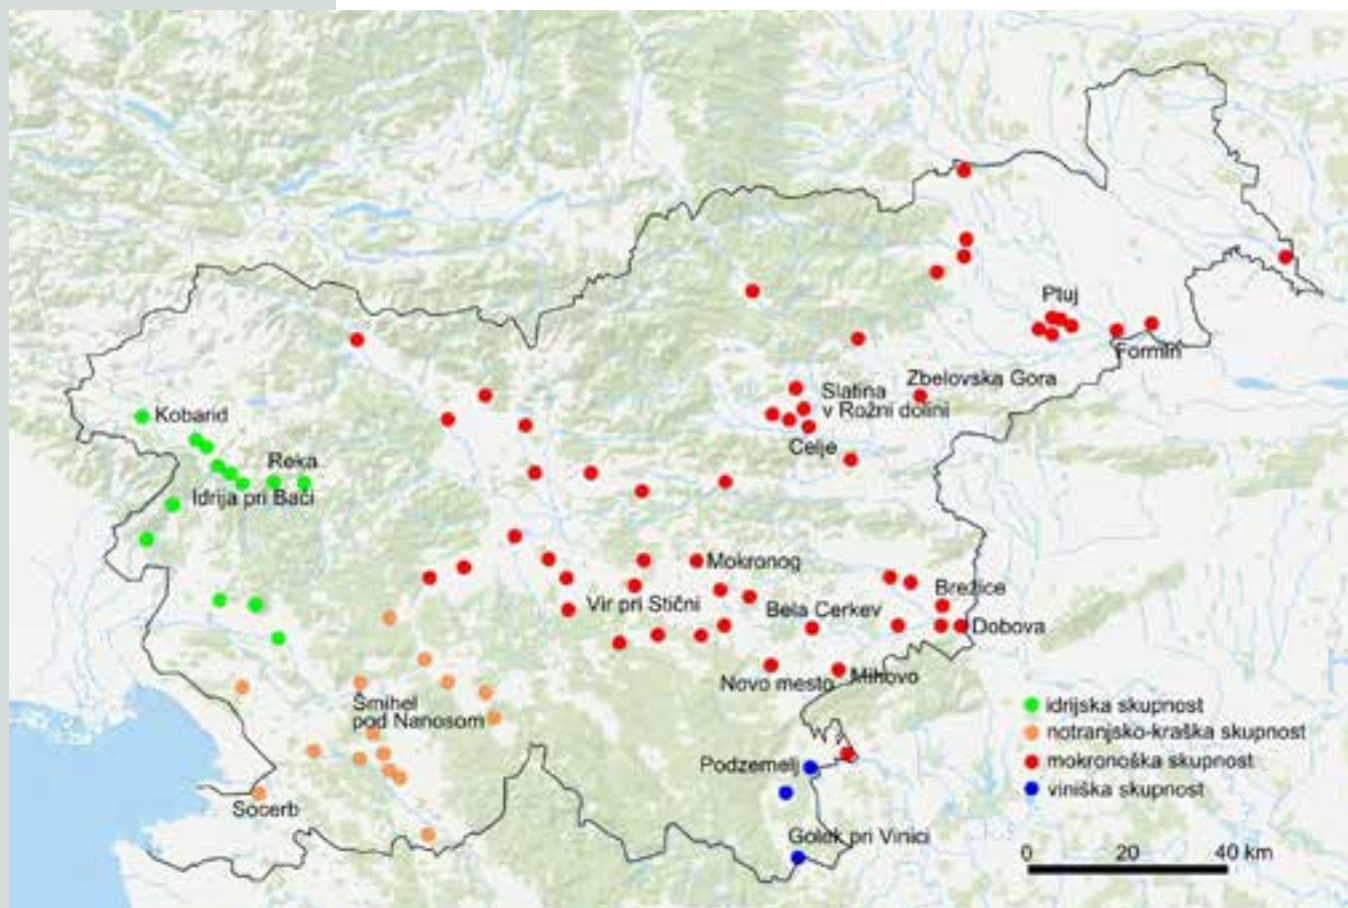 Ptuj
Formin
Zbelovska Gora
Slatina
v Rožni dolini
Celje
Kobarid
Reka
Idrija pri Bači
Mokronog
Vir pri Stični
Bela Cerkev
Brežice
Dobova
Novo mesto
Mihovo
Šmihel
pod Nanosom
Podzemelj
Socerb
Golek pri Vinici
idrijska skupnost
notranjsko-kraška skupnost
mokronoška skupnost
viniška skupnost
0 20 40 km